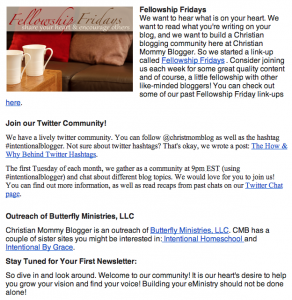 Fellowship Fridays
share your heart & encourage others
Fellowship Fridays
We want to hear what is on your heart. We
want to read what you're writing on your
blog, and we want to build a Christian
blogging community here at Christian
Mommy Blogger. So we started a link-up
called Fellowship Fridays . Consider joining
us each week for some great quality content
and of course, a little fellowship with other
like-minded bloggers! You can check out
some of our past Fellowship Friday link-ups
here.
Join our Twitter Community!
We have a lively twitter community. You can follow @christmomblog as well as the hashtag
#intentionalblogger. Not sure about twitter hashtags? That's okay, we wrote a post: The How &
Why Behind Twitter Hashtags.
The first Tuesday of each month, we gather as a community at 9pm EST (using
#intentionalblogger) and chat about different blog topics. We would love for you to join us!
You can find out more information, as well as read recaps from past chats on our Twitter Chat
page.
Outreach of Butterfly Ministries, LLC
Christian Mommy Blogger is an outreach of Butterfly Ministries, LLC. CMB has a
couple of sister sites you might be interested in: Intentional Homeschool and
Intentional By Grace.
Stay Tuned for Your First Newsletter:
So dive in and look around. Welcome to our community! It is our heart's desire to help
you grow your vision and find your voice! Building your eMinistry should not be done
alone!